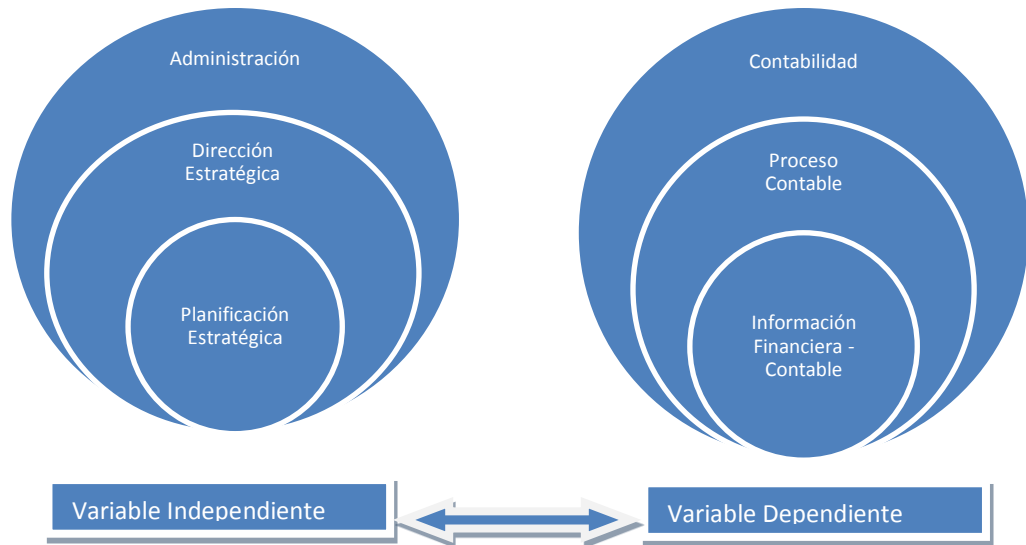 Administración
Dirección
Estratégica
Planificación
Estratégica
Variable Independiente
Contabilidad
Proceso
Contable
Información
Financiera -
Contable
Variable Dependiente